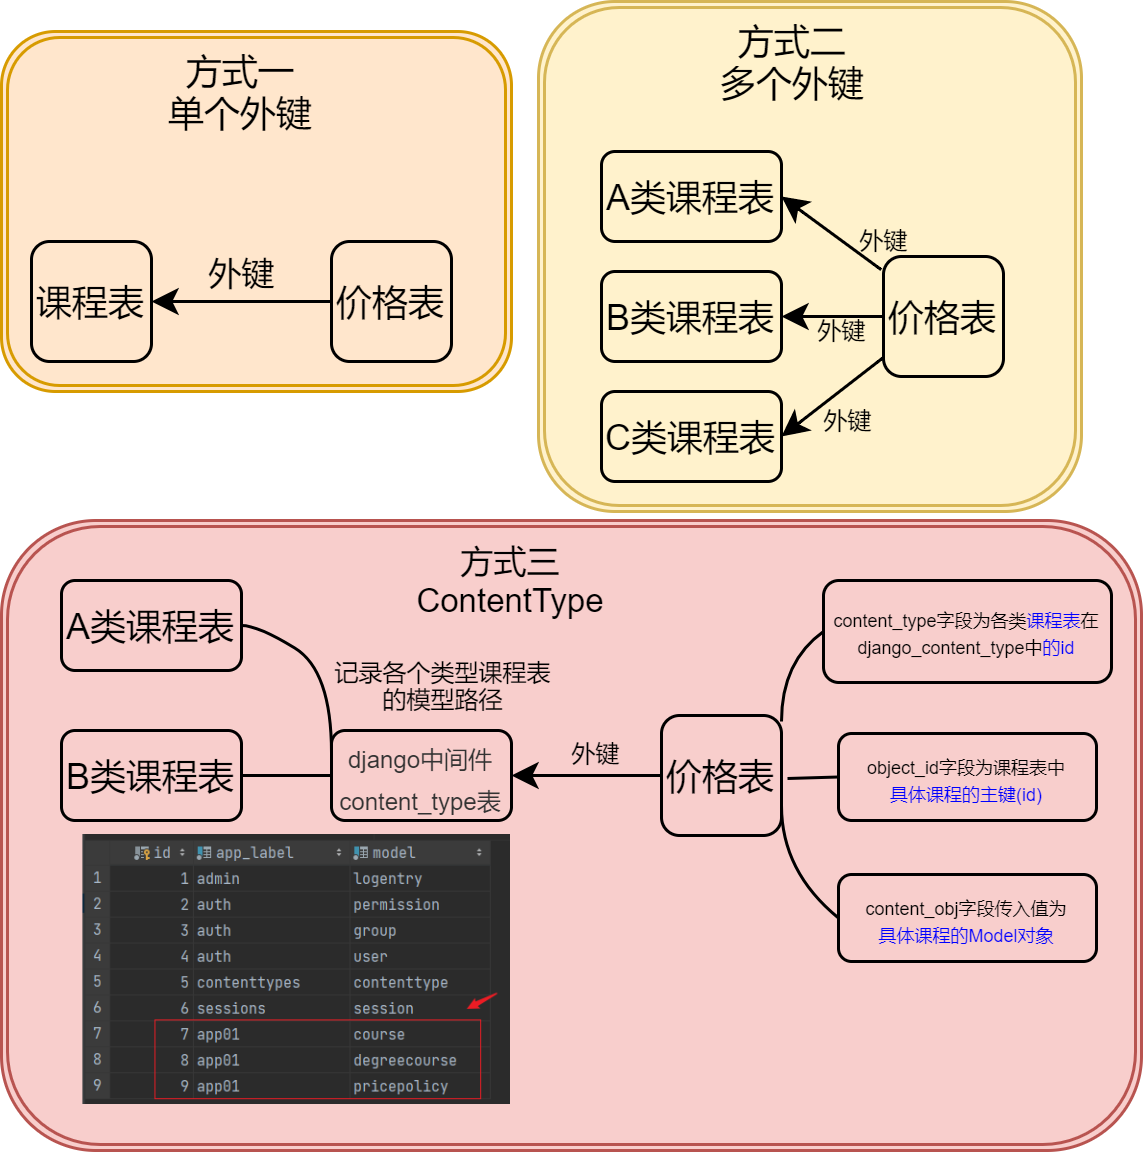 方式一
单个外键
课程表
外键
价格表
方式二
多个外键
A类课程表
外键
B类课程表
外键
价格表
C类课程表
外键
方式三
ContentType
A类课程表
记录各个类型课程表
的模型路径
B类课程表
django中间件
content_type表
外键
价格表
content_type字段为各类课程表在
django_content_type中的id
object_id字段为课程表中
具体课程的主键(id)
content_obj字段传入值为
具体课程的Model对象
id app_label model
1 1 admin logentry
2 2 auth permission
3 3 auth group
4 4 auth user
5 5 contenttypes contenttype
6 6 sessions session
7 7 app01 course
8 8 app01 degreecourse
9 9 app01 pricepolicy